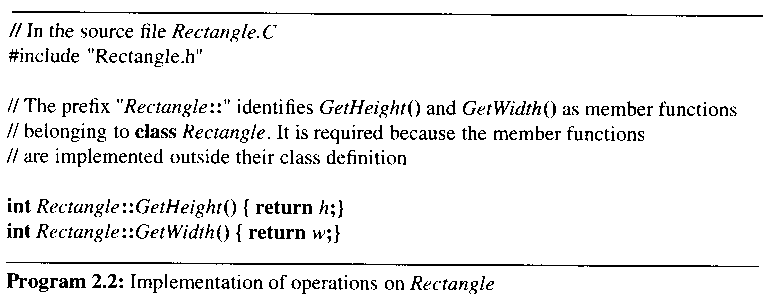 // In the source file Rectangle.C
#include "Rectangle.h"
// The prefix "Rectangle::" identifies GetHeight() and GetWidth() as member functions
// belonging to class Rectangle. It is required because the member functions
// are implemented outside their class definition
int Rectangle::GetHeight() { return h;}
int Rectangle::GetWidth() { return w;}
Program 2.2: Implementation of operations on Rectangle